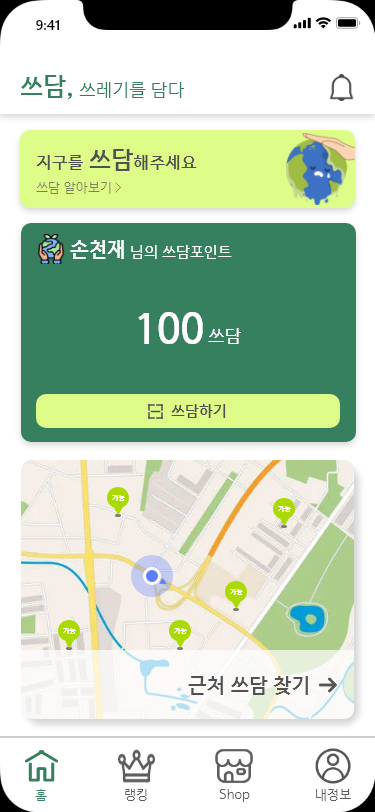 9:41
쓰담, 쓰레기를 담다
지구를 쓰담해주세요
쓰담 알아보기 >
손천재 님의 쓰담포인트
100 쓰담
쓰담하기
가능
가능
가능
가능
가능
근처 쓰담 찾기 →
홈
랭킹
Shop
내정보